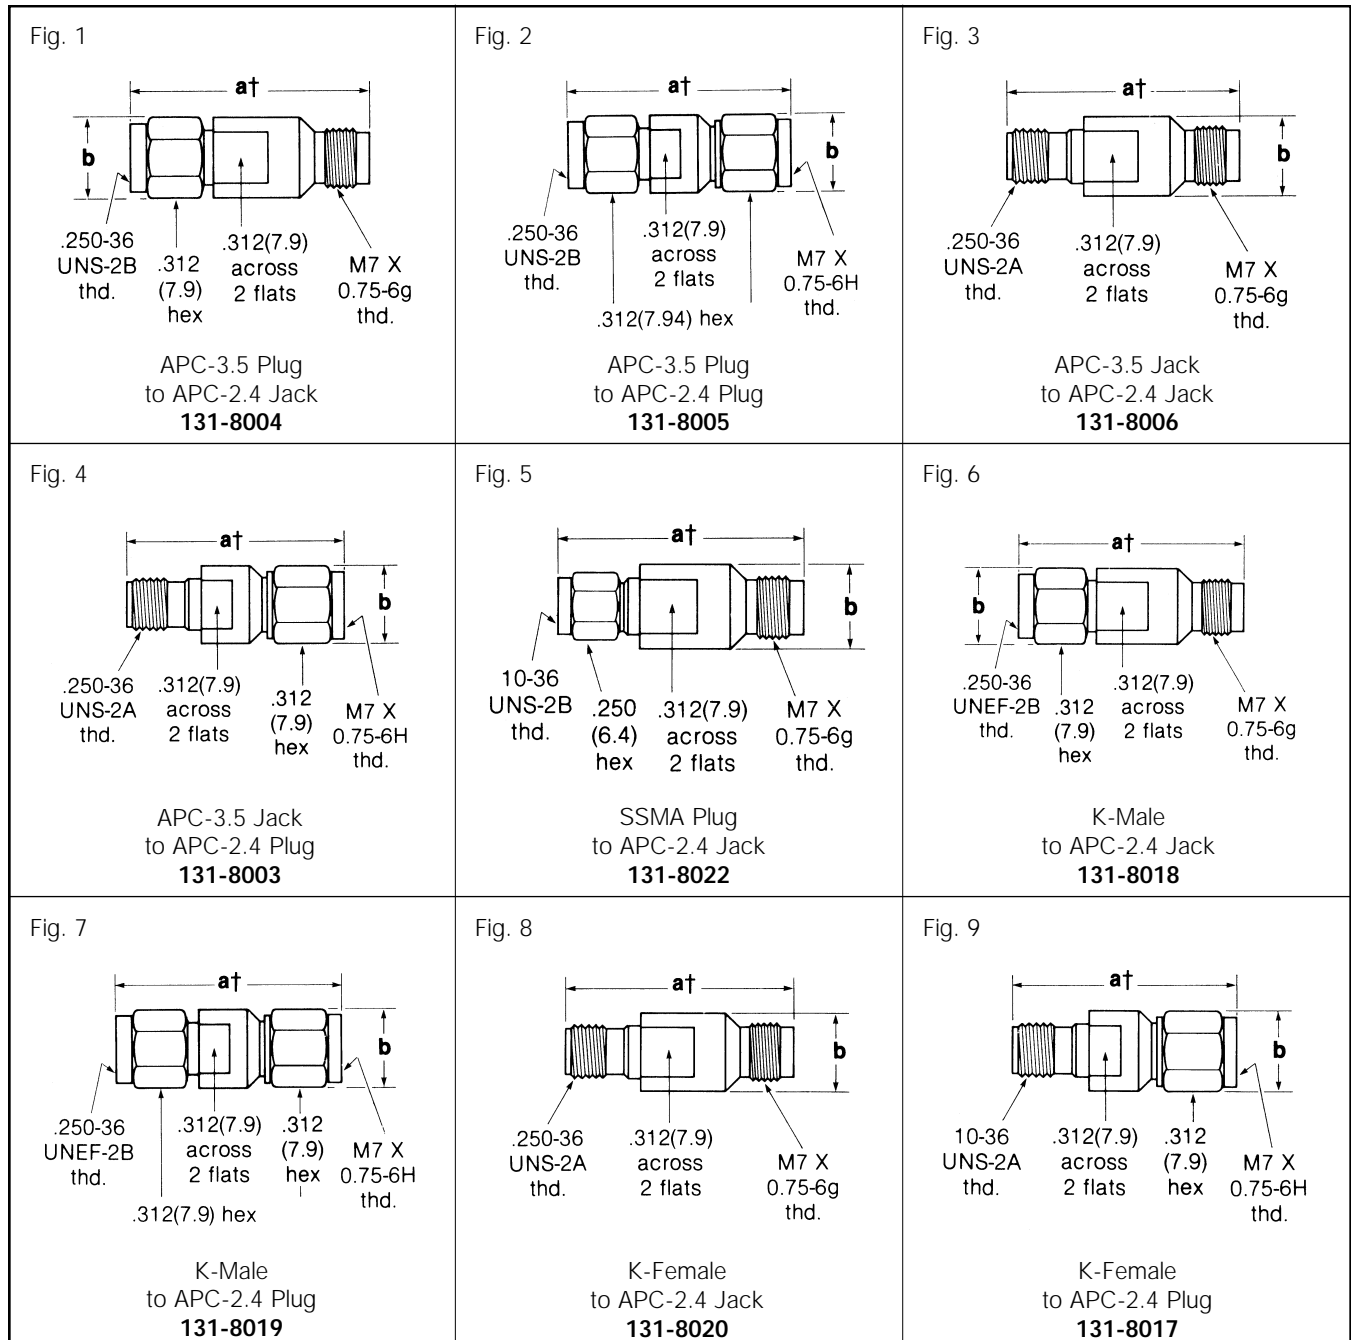 Fig. 1
a†
b
.250-36
UNS-2B
thd.
.312
(7.9)
hex
.312(7.9)
across
2 flats
M7 X
0.75-6g
thd.
APC-3.5 Plug
to APC-2.4 Jack
131-8004
Fig. 2
a†
b
.250-36
UNS-2B
thd.
.312(7.9)
across
2 flats
M7 X
0.75-6H
thd.
.312(7.94) hex
APC-3.5 Plug
to APC-2.4 Plug
131-8005
Fig. 3
a†
b
.250-36
UNS-2A
thd.
.312(7.9)
across
2 flats
M7 X
0.75-6g
thd.
APC-3.5 Jack
to APC-2.4 Jack
131-8006
Fig. 4
a†
b
.250-36
UNS-2A
thd.
.312(7.9)
across
2 flats
.312
(7.9)
hex
M7 X
0.75-6H
thd.
APC-3.5 Jack
to APC-2.4 Plug
131-8003
Fig. 5
a†
b
10-36
UNS-2B
thd.
.250
(6.4)
hex
.312(7.9)
across
2 flats
M7 X
0.75-6g
thd.
SSMA Plug
to APC-2.4 Jack
131-8022
Fig. 6
a†
b
.250-36
UNEF-2B
thd.
.312
(7.9)
hex
.312(7.9)
across
2 flats
M7 X
0.75-6g
thd.
K-Male
to APC-2.4 Jack
131-8018
Fig. 7
a†
b
.250-36
UNEF-2B
thd.
.312(7.9)
across
2 flats
.312
(7.9)
hex
M7 X
0.75-6H
thd.
.312(7.9) hex
K-Male
to APC-2.4 Plug
131-8019
Fig. 8
a†
b
.250-36
UNS-2A
thd.
.312(7.9)
across
2 flats
M7 X
0.75-6g
thd.
K-Female
to APC-2.4 Jack
131-8020
Fig. 9
a†
b
10-36
UNS-2A
thd.
.312(7.9)
across
2 flats
.312
(7.9)
hex
M7 X
0.75-6H
thd.
K-Female
to APC-2.4 Plug
131-8017